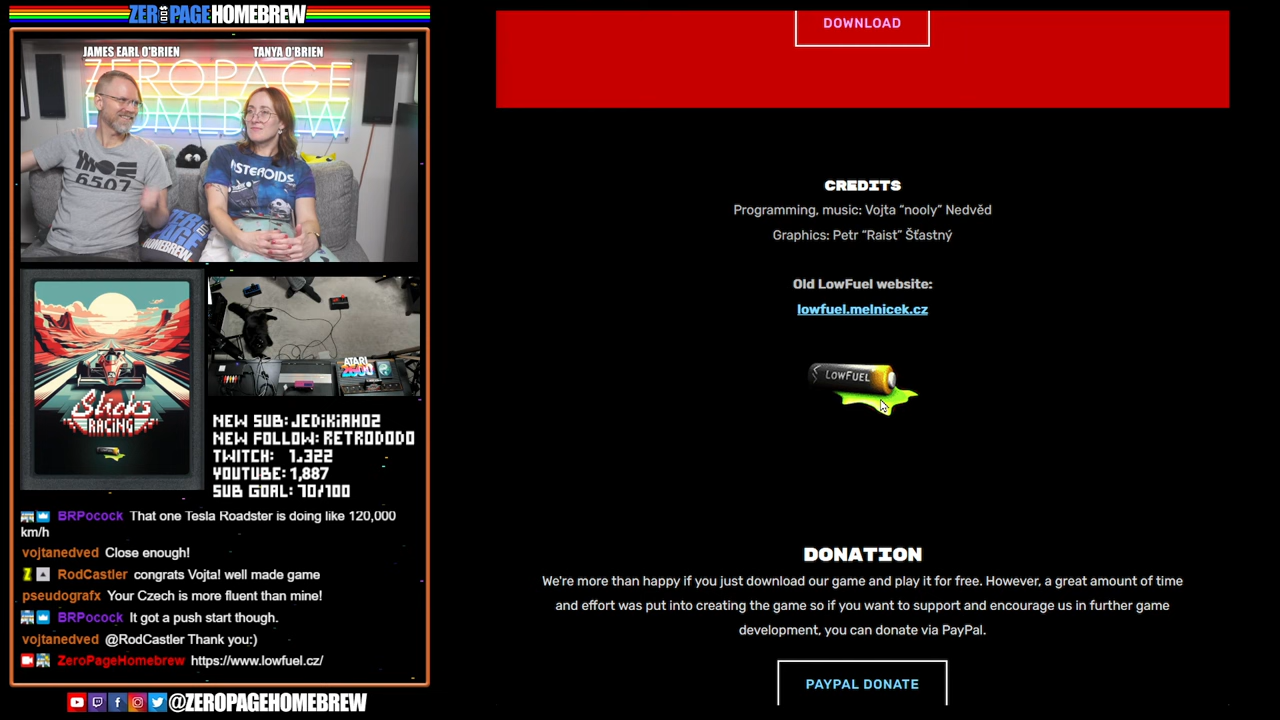 ZEROPAGE HOMEBREW
JAMES EARL O'BRIEN
TANYA O'BRIEN
ZEROPAGE
HOMEBREW
6507
ASTEROIDS
ZERO
PAGE
HOMEBREW
Slicks
RACING
ATARI
2600
NEW SUB: JEDIKIAH02
NEW FOLLOW: RETRODODO
TWITCH: 1,322
YOUTUBE: 1,887
SUB GOAL: 70/100
BRPocock That one Tesla Roadster is doing like 120,000
km/h
vojtanedved Close enough!
RodCastler congrats Vojta! well made game
pseudografx Your Czech is more fluent than mine!
BRPocock It got a push start though.
vojtanedved @RodCastler Thank you:)
ZeroPageHomebrew https://www.lowfuel.cz/
@ZEROPAGEHOMEBREW
DOWNLOAD
CREDITS
Programming, music: Vojta “nooly” Nedvěd
Graphics: Petr “Raist” Šťastný
Old LowFuel website:
lowfuel.melnicek.cz
LOWFUEL
DONATION
We're more than happy if you just download our game and play it for free. However, a great amount of time
and effort was put into creating the game so if you want to support and encourage us in further game
development, you can donate via PayPal.
PAYPAL DONATE